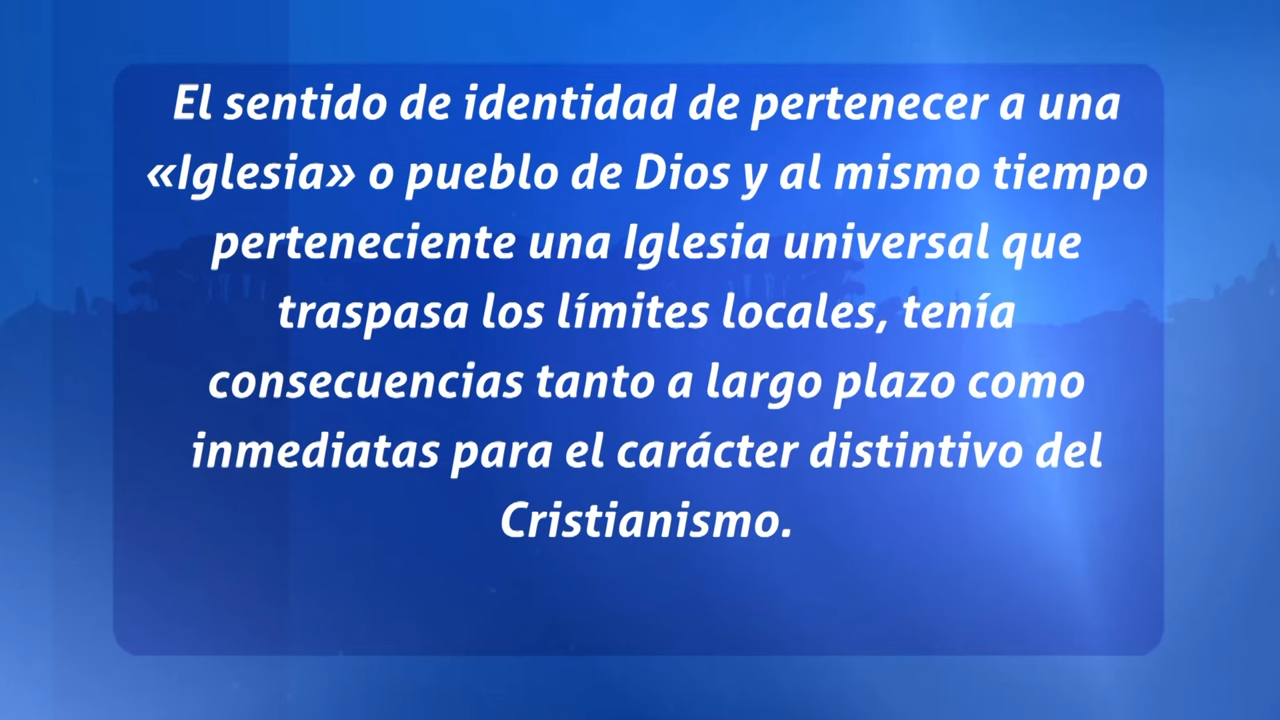 El sentido de identidad de pertenecer a una
«Iglesia» o pueblo de Dios y al mismo tiempo
perteneciente una Iglesia universal que
traspasa los límites locales, tenía
consecuencias tanto a largo plazo como
inmediatas para el carácter distintivo del
Cristianismo.